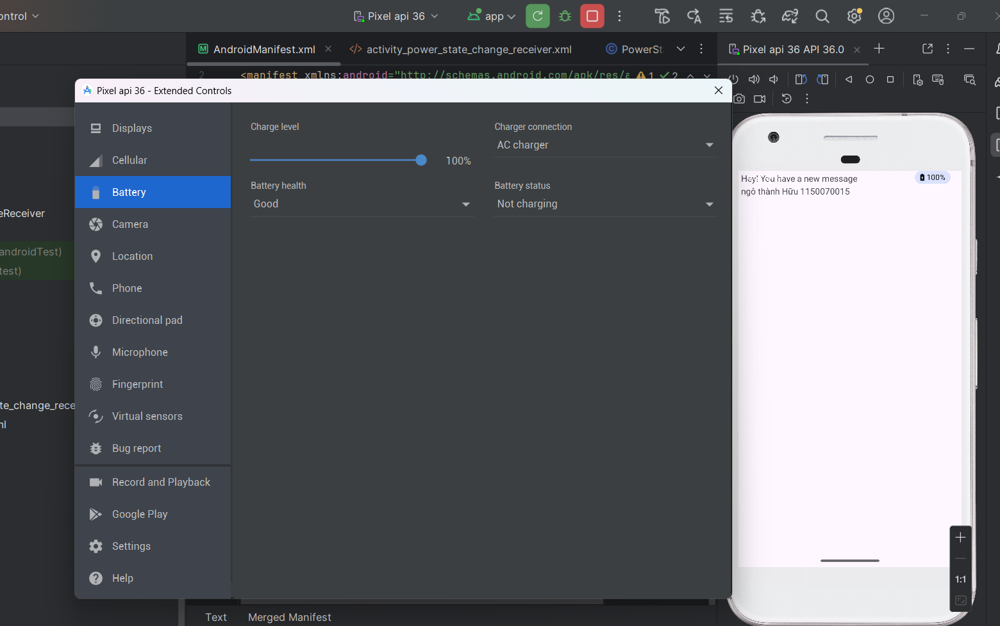 ontrol
Pixel api 36
app
AndroidManifest.xml
activity_power_state_change_receiver.xml
PowerSt
Pixel api 36 API 36.0
2
<manifest xmlns:android="http://schemas.android.com/apk/res/a
1
2
Pixel api 36 - Extended Controls
Displays
Cellular
Battery
Camera
Location
Phone
Directional pad
Microphone
Fingerprint
Virtual sensors
Bug report
Record and Playback
Google Play
Settings
Help
Charge level
100%
Charger connection
AC charger
Battery health
Good
Battery status
Not charging
Hey! You have a new message
ngô thành Hữu 1150070015
100%
eReceiver
androidTest)
test)
te_change_rece
ml
1:1
Text
Merged Manifest